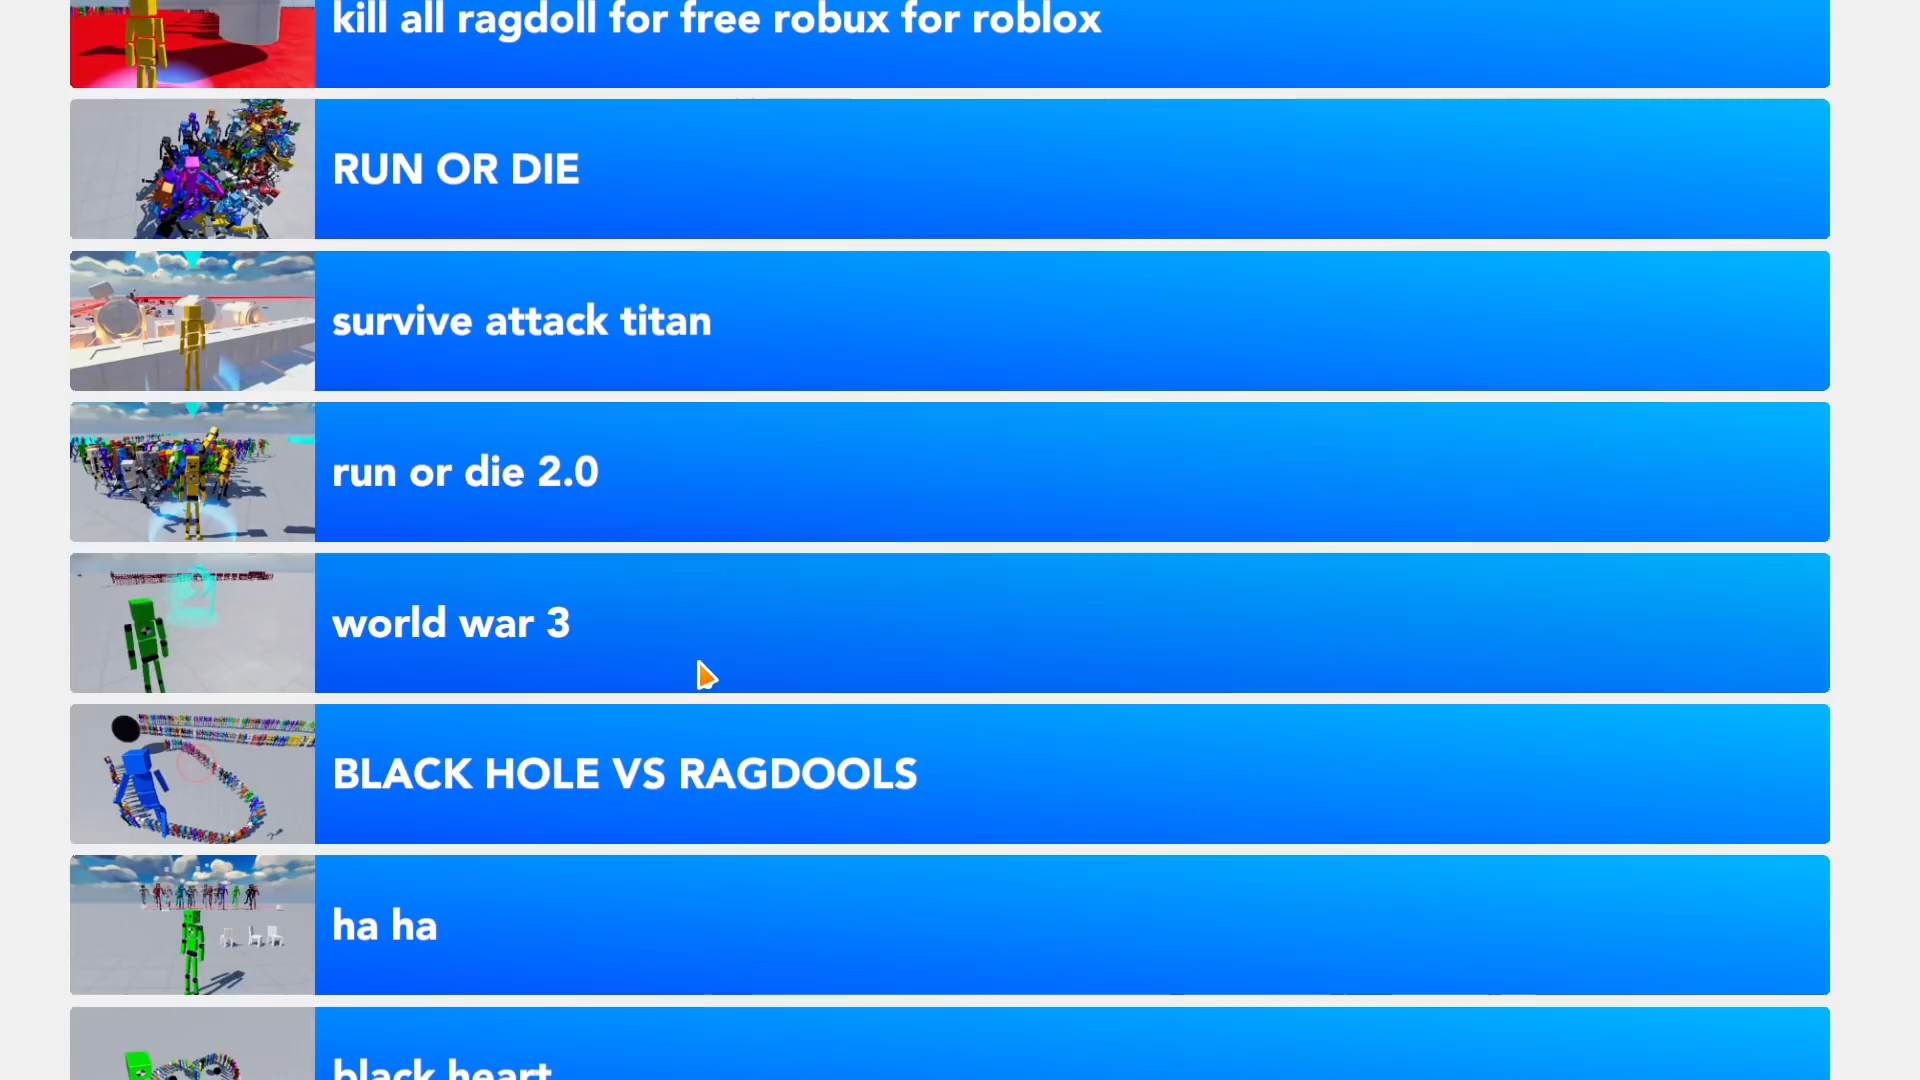 kill all ragdoll for free robux for roblox
RUN OR DIE
survive attack titan
run or die 2.0
world war 3
BLACK HOLE VS RAGDOOLS
ha ha
black heart